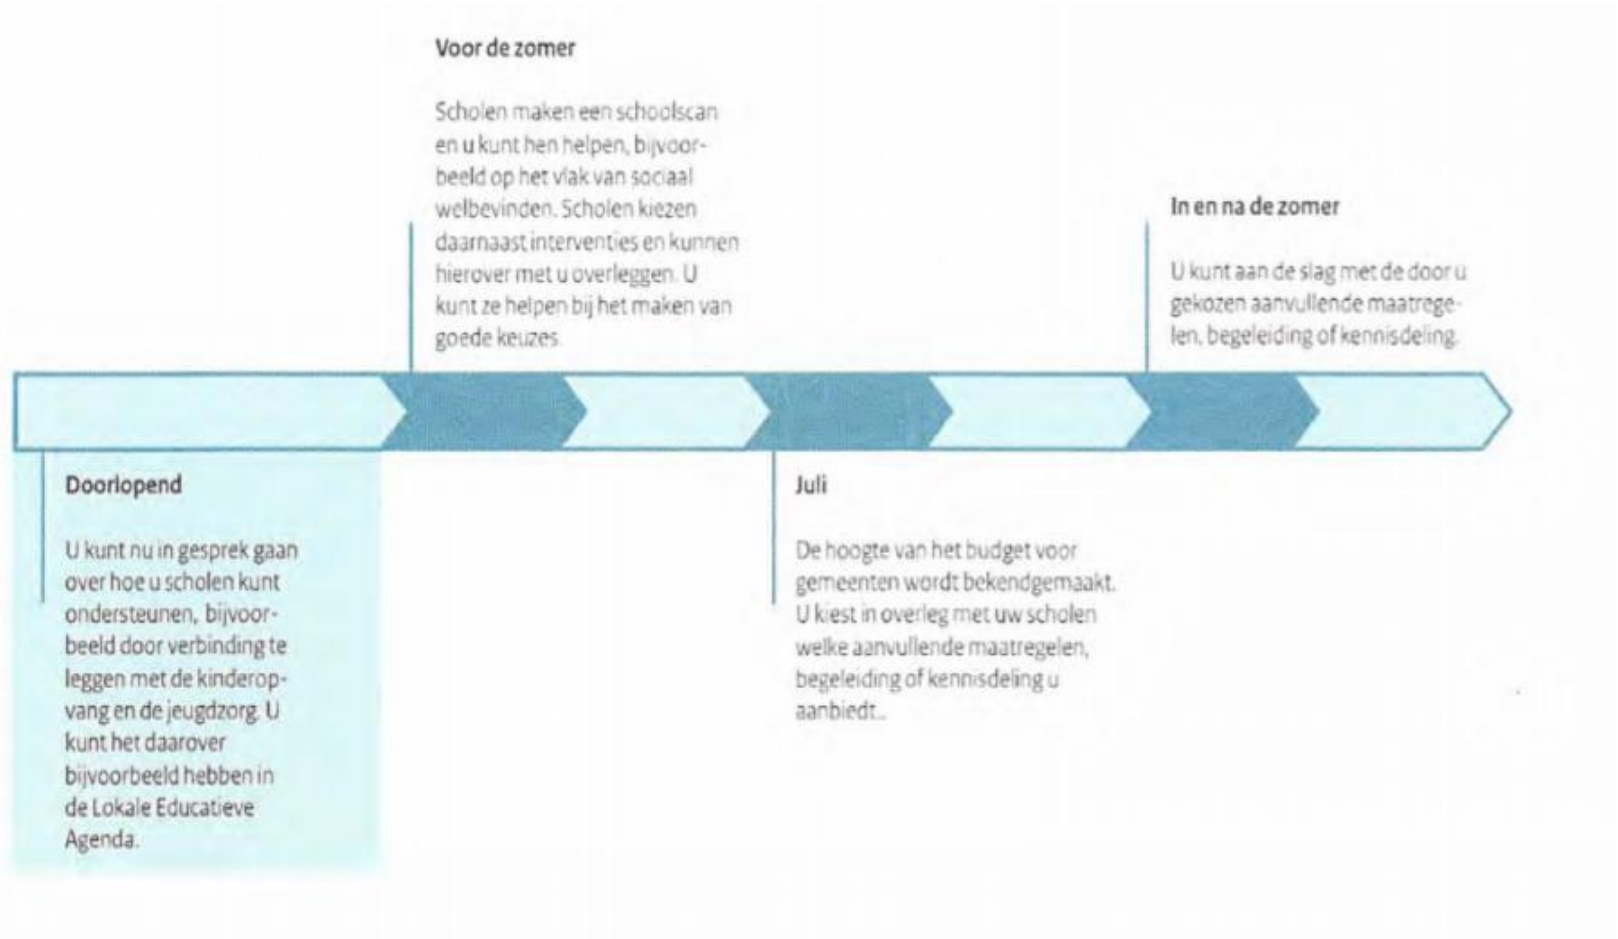 Voor de zomer
Scholen maken een schoolscan
en u kunt hen helpen, bijvoor-
beeld op het vlak van sociaal
welbevinden. Scholen kiezen
daarnaast interventies en kunnen
hierover met u overleggen. U
kunt ze helpen bij het maken van
goede keuzes
In en na de zomer
U kunt aan de slag met de door u
gekozen aanvullende maatrege-
len, begeleiding of kennisdeling.
Doorlopend
U kunt nu in gesprek gaan
over hoe u scholen kunt
ondersteunen, bijvoor-
beeld door verbinding te
leggen met de kinderop-
vang en de jeugdzorg. U
kunt het daarover
bijvoorbeeld hebben in
de Lokale Educatieve
Agenda.
Juli
De hoogte van het budget voor
gemeenten wordt bekendgemaakt.
U kiest in overleg met uw scholen
welke aanvullende maatregelen,
begeleiding of kennisdeling u
aanbiedt..